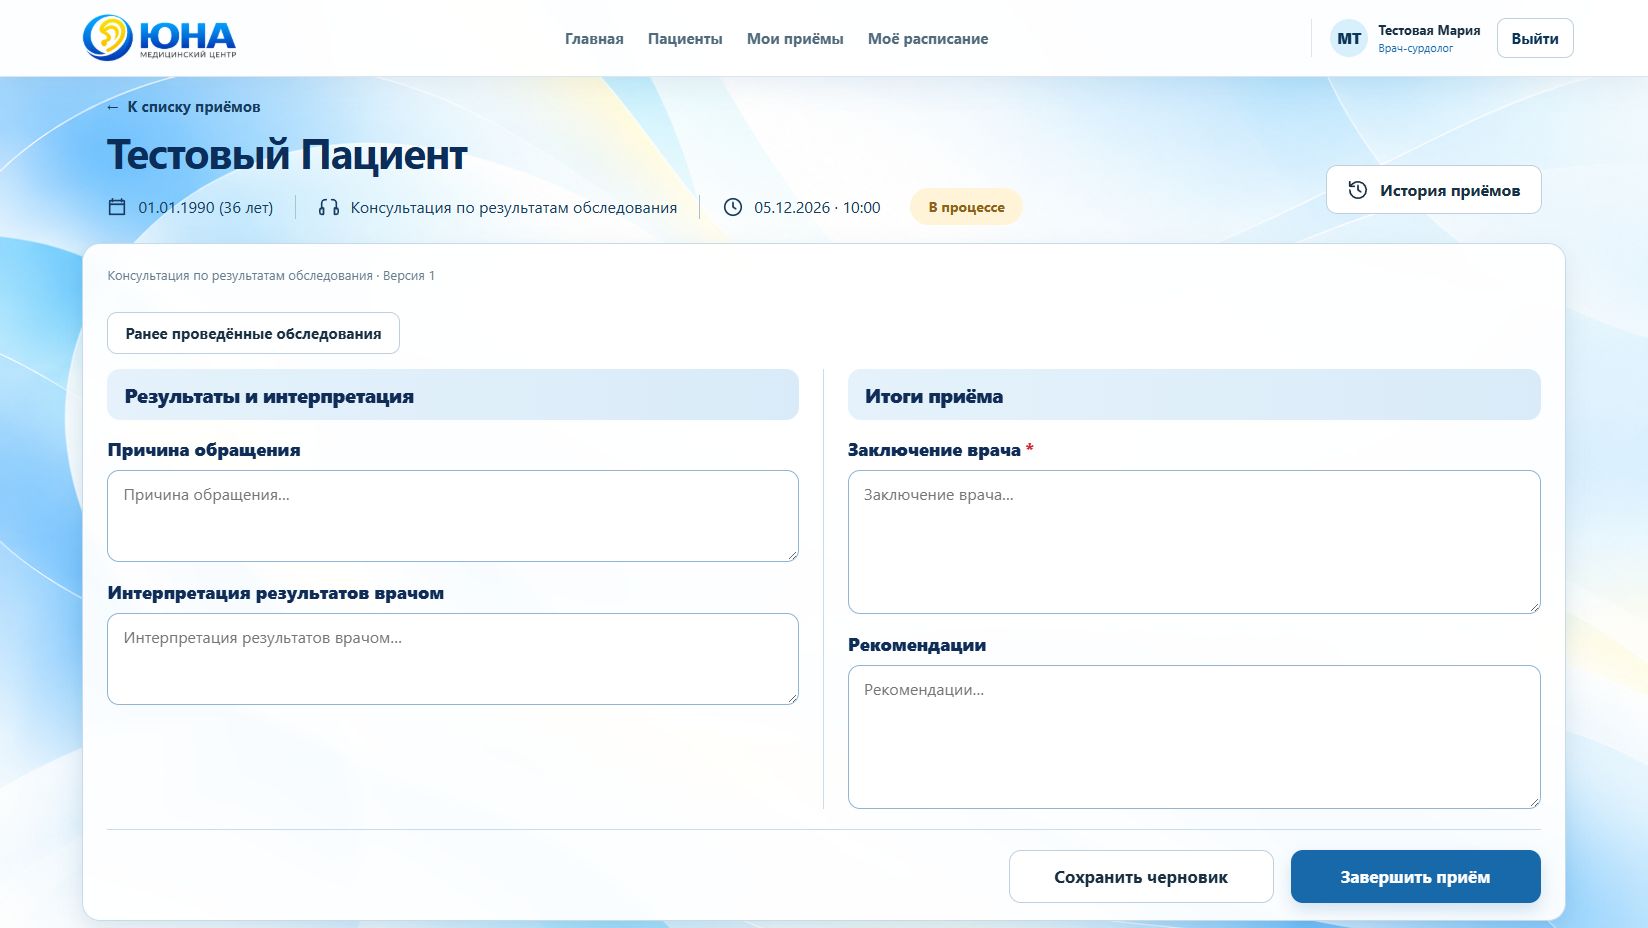 ЮНА
МЕДИЦИНСКИЙ ЦЕНТР
Главная
Пациенты
Мои приёмы
Моё расписание
МТ
Тестовая Мария
Врач-сурдолог
Выйти
← К списку приёмов
Тестовый Пациент
01.01.1990 (36 лет)
Консультация по результатам обследования
05.12.2026 · 10:00
В процессе
История приёмов
Консультация по результатам обследования · Версия 1
Ранее проведённые обследования
Результаты и интерпретация
Причина обращения
Причина обращения...
Интерпретация результатов врачом
Интерпретация результатов врачом...
Итоги приёма
Заключение врача *
Заключение врача...
Рекомендации
Рекомендации...
Сохранить черновик
Завершить приём